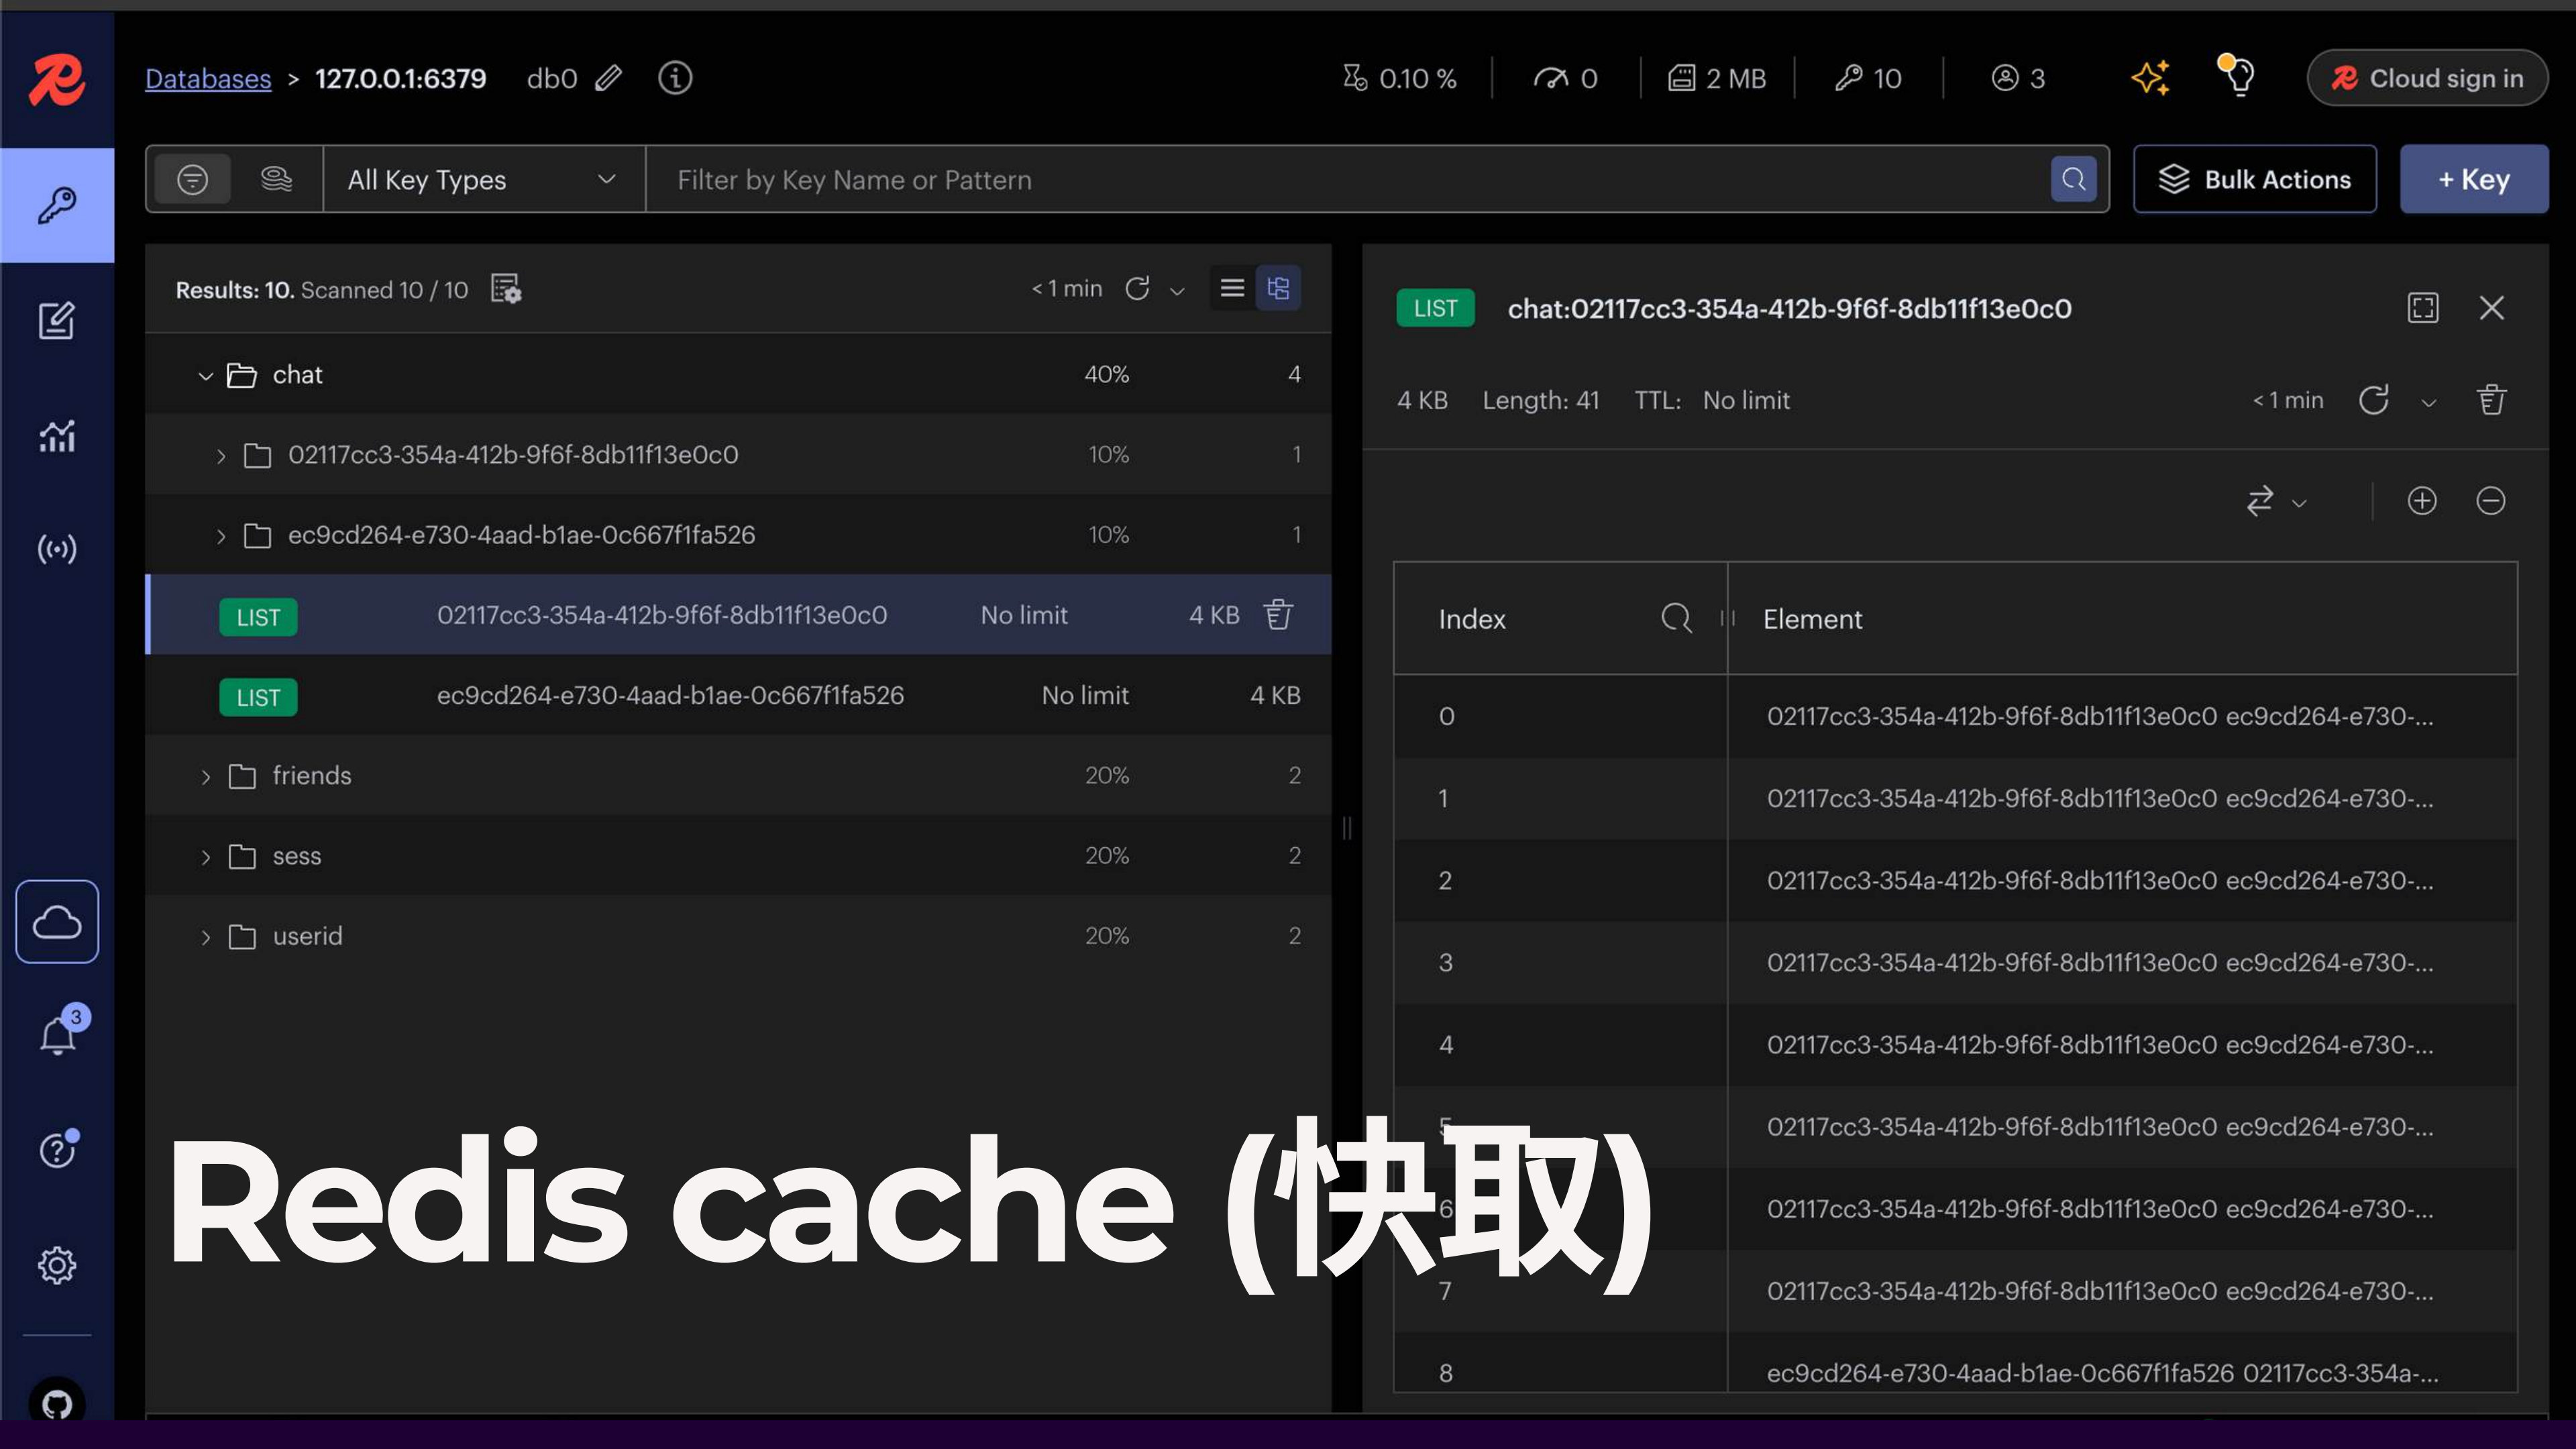 Databases > 127.0.0.1:6379 db0 0.10 % 0 2 MB 10 3 Cloud sign in
All Key Types Filter by Key Name or Pattern Bulk Actions + Key
Results: 10. Scanned 10 / 10 < 1 min
chat 40% 4
02117cc3-354a-412b-9f6f-8db11f13e0c0 10% 1
ec9cd264-e730-4aad-b1ae-0c667f1fa526 10% 1
LIST 02117cc3-354a-412b-9f6f-8db11f13e0c0 No limit 4 KB
LIST ec9cd264-e730-4aad-b1ae-0c667f1fa526 No limit 4 KB
friends 20% 2
sess 20% 2
userid 20% 2
3
LIST chat:02117cc3-354a-412b-9f6f-8db11f13e0c0
4 KB Length: 41 TTL: No limit < 1 min
Index Element
0 02117cc3-354a-412b-9f6f-8db11f13e0c0 ec9cd264-e730-...
1 02117cc3-354a-412b-9f6f-8db11f13e0c0 ec9cd264-e730-...
2 02117cc3-354a-412b-9f6f-8db11f13e0c0 ec9cd264-e730-...
3 02117cc3-354a-412b-9f6f-8db11f13e0c0 ec9cd264-e730-...
4 02117cc3-354a-412b-9f6f-8db11f13e0c0 ec9cd264-e730-...
5 02117cc3-354a-412b-9f6f-8db11f13e0c0 ec9cd264-e730-...
6 02117cc3-354a-412b-9f6f-8db11f13e0c0 ec9cd264-e730-...
7 02117cc3-354a-412b-9f6f-8db11f13e0c0 ec9cd264-e730-...
8 ec9cd264-e730-4aad-b1ae-0c667f1fa526 02117cc3-354a-...
Redis cache (快取)